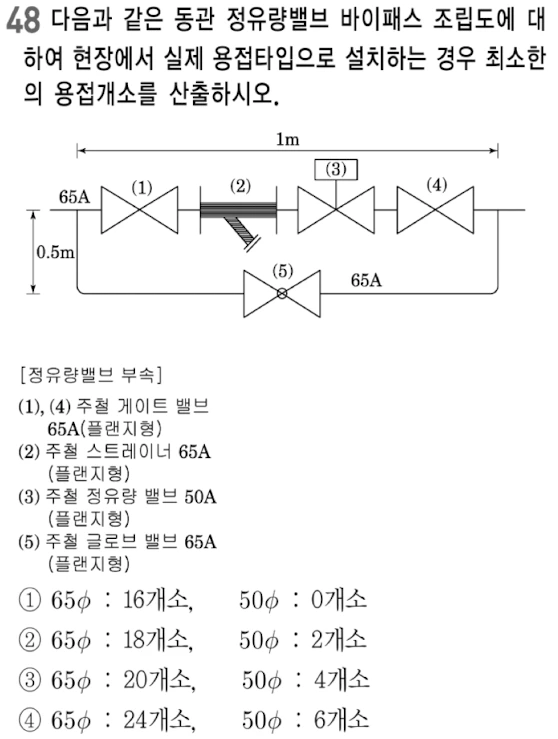 48 다음과 같은 동관 정유량밸브 바이패스 조립도에 대
하여 현장에서 실제 용접타입으로 설치하는 경우 최소한
의 용접개소를 산출하시오.
1m
65A
(1)
(2)
(3)
(4)
0.5m
(5)
65A
[정유량밸브 부속]
(1), (4) 주철 게이트 밸브
65A(플랜지형)
(2) 주철 스트레이너 65A
(플랜지형)
(3) 주철 정유량 밸브 50A
(플랜지형)
(5) 주철 글로브 밸브 65A
(플랜지형)
① 65ϕ : 16개소, 50ϕ : 0개소
② 65ϕ : 18개소, 50ϕ : 2개소
③ 65ϕ : 20개소, 50ϕ : 4개소
④ 65ϕ : 24개소, 50ϕ : 6개소